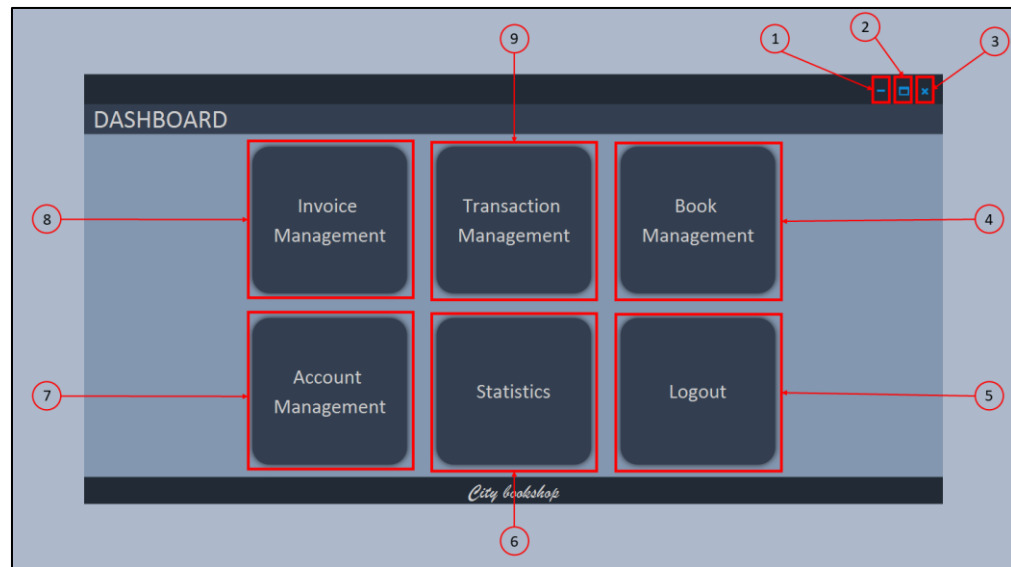 9
1
2
3
DASHBOARD
Invoice
Management
Transaction
Management
Book
Management
8
4
Account
Management
Statistics
Logout
7
5
City bookshop
6